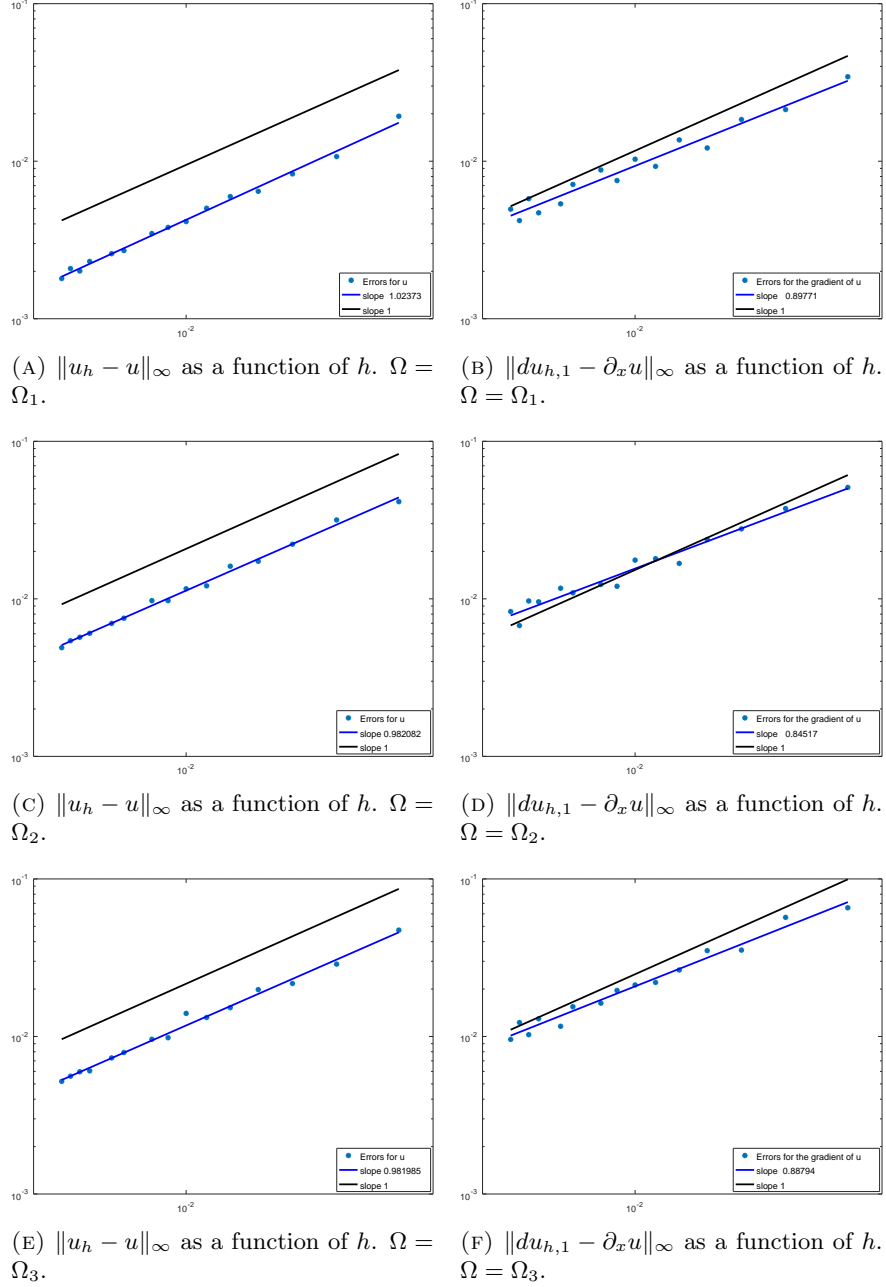 10^-1
10^-2
10^-3
10^-2
Errors for u
slope 1.02373
slope 1
(A) ∥u_h − u∥_∞ as a function of h. Ω =
Ω_1.
10^-1
10^-2
10^-3
10^-2
Errors for the gradient of u
slope 0.89771
slope 1
(B) ∥du_{h,1} − ∂_x u∥_∞ as a function of h.
Ω = Ω_1.
10^-1
10^-2
10^-3
10^-2
Errors for u
slope 0.982082
slope 1
(C) ∥u_h − u∥_∞ as a function of h. Ω =
Ω_2.
10^-1
10^-2
10^-3
10^-2
Errors for the gradient of u
slope 0.84517
slope 1
(D) ∥du_{h,1} − ∂_x u∥_∞ as a function of h.
Ω = Ω_2.
10^-1
10^-2
10^-3
10^-2
Errors for u
slope 0.981985
slope 1
(E) ∥u_h − u∥_∞ as a function of h. Ω =
Ω_3.
10^-1
10^-2
10^-3
10^-2
Errors for the gradient of u
slope 0.88794
slope 1
(F) ∥du_{h,1} − ∂_x u∥_∞ as a function of h.
Ω = Ω_3.